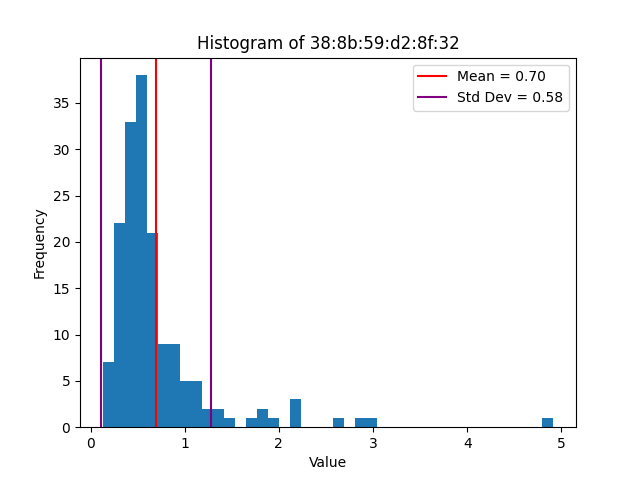 Histogram of 38:8b:59:d2:8f:32
Mean = 0.70
Std Dev = 0.58
Frequency
35
30
25
20
15
10
5
0
0 1 2 3 4 5
Value